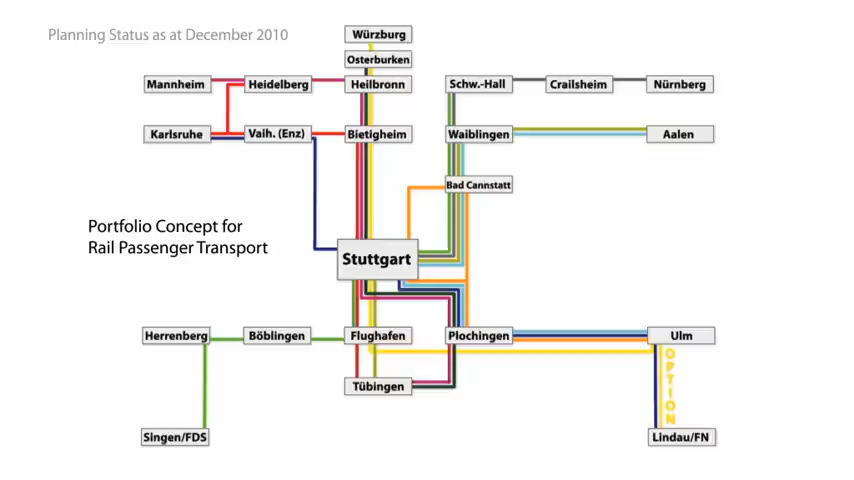 Planning Status as at December 2010
Würzburg
Osterburken
Mannheim
Heidelberg
Heilbronn
Schw.-Hall
Crailsheim
Nürnberg
Karlsruhe
Vaih. (Enz)
Bietigheim
Waiblingen
Aalen
Bad Cannstatt
Portfolio Concept for
Rail Passenger Transport
Stuttgart
Herrenberg
Böblingen
Flughafen
Plochingen
Ulm
OPTION
Tübingen
Singen/FDS
Lindau/FN